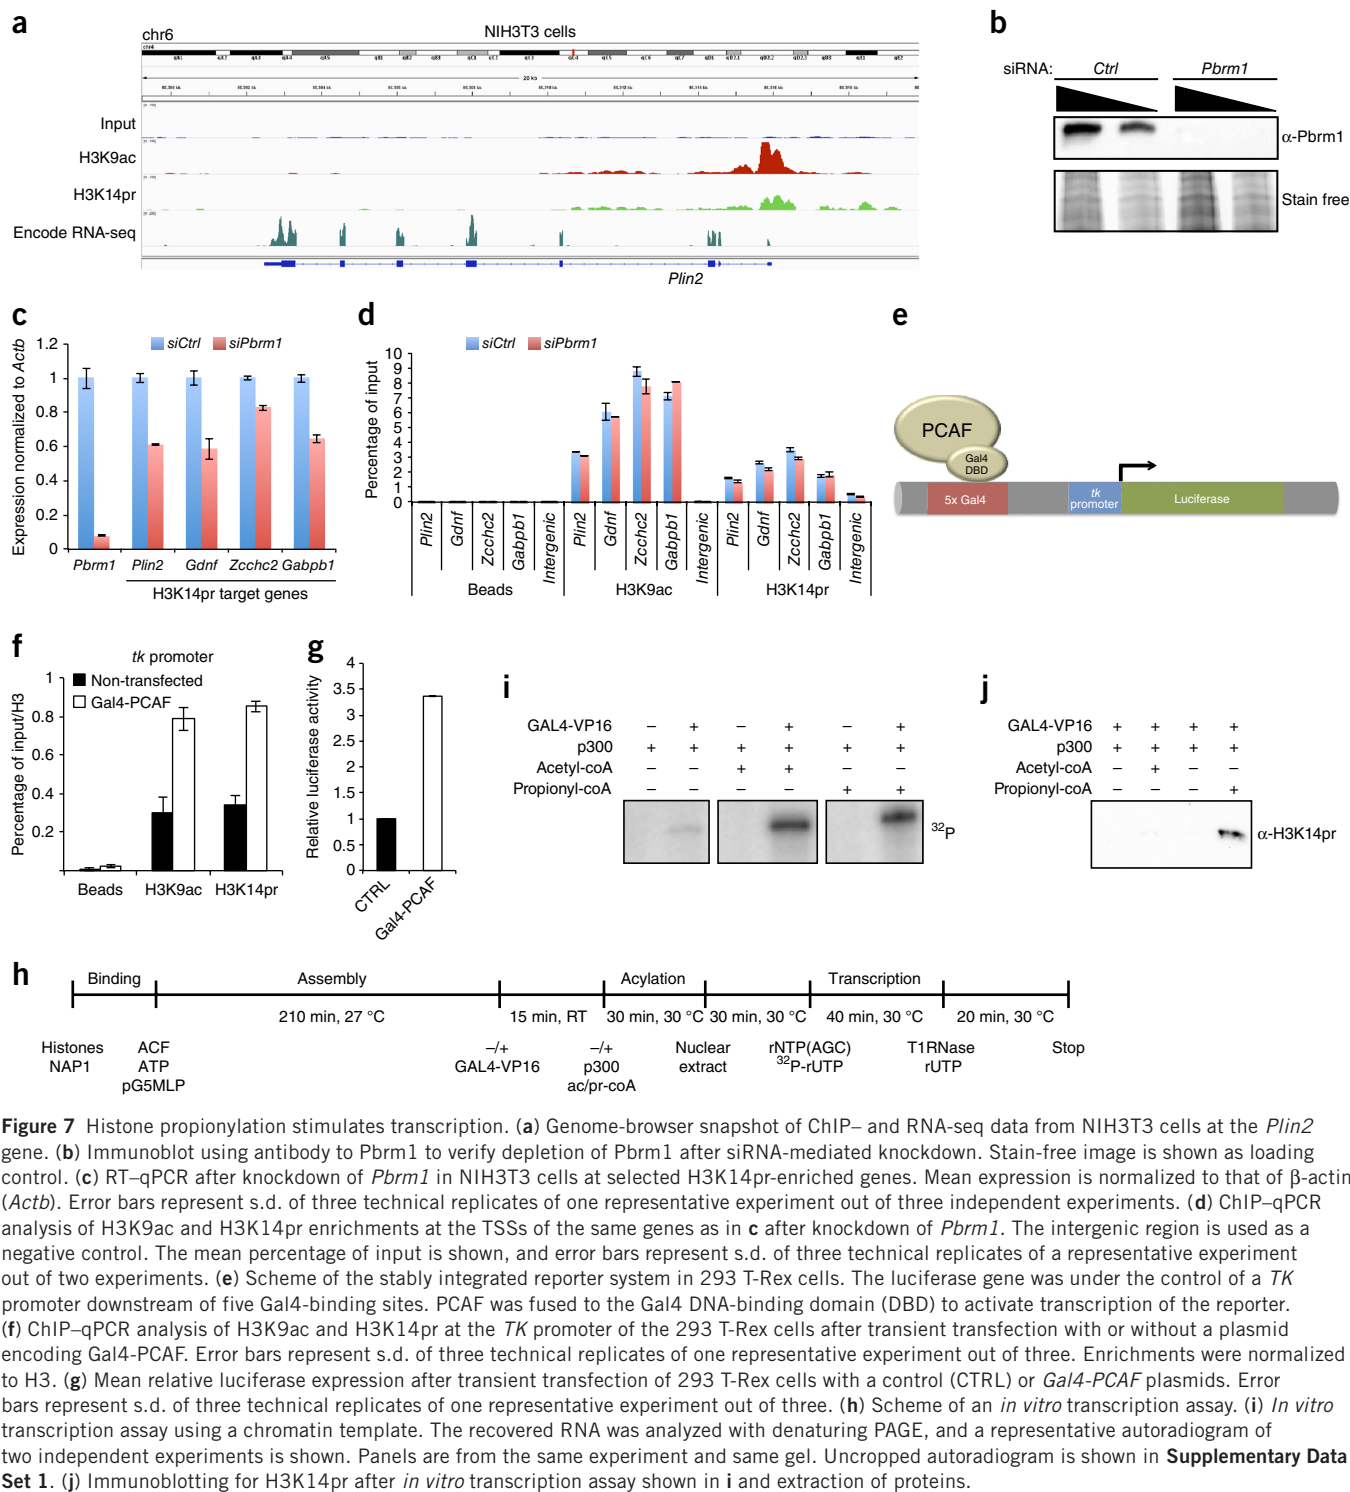 a
chr6
NIH3T3 cells
chr4
20 kb
Input
H3K9ac
H3K14pr
Encode RNA-seq
Plin2
b
siRNA: Ctrl Pbrm1
α-Pbrm1
Stain free
c
siCtrl siPbrm1
Expression normalized to Actb
1.2
1
0.8
0.6
0.4
0.2
0
Pbrm1 Plin2 Gdnf Zcchc2 Gabpb1
H3K14pr target genes
d
siCtrl siPbrm1
Percentage of input
10
9
8
7
6
5
4
3
2
1
0
Plin2 Gdnf Zcchc2 Gabpb1 Intergenic Plin2 Gdnf Zcchc2 Gabpb1 Intergenic Plin2 Gdnf Zcchc2 Gabpb1 Intergenic
Beads H3K9ac H3K14pr
e
PCAF
Gal4
DBD
5x Gal4
tk
promoter
Luciferase
f
tk promoter
Non-transfected
Gal4-PCAF
Percentage of input/H3
1
0.8
0.6
0.4
0.2
Beads H3K9ac H3K14pr
g
Relative luciferase activity
4
3.5
3
2.5
2
1.5
1
0.5
0
CTRL
Gal4-PCAF
i
GAL4-VP16 – + – + – +
p300 + + + + + +
Acetyl-coA – – + + – –
Propionyl-coA – – – – + +
32P
j
GAL4-VP16 + + + +
p300 + + + +
Acetyl-coA – + – –
Propionyl-coA – – – +
α-H3K14pr
h
Binding Assembly Acylation Transcription
210 min, 27 °C 15 min, RT 30 min, 30 °C 30 min, 30 °C 40 min, 30 °C 20 min, 30 °C
Histones ACF –/+ –/+ Nuclear rNTP(AGC) T1RNase Stop
NAP1 ATP GAL4-VP16 p300 extract 32P-rUTP rUTP
pG5MLP ac/pr-coA
Figure 7 Histone propionylation stimulates transcription. (a) Genome-browser snapshot of ChIP– and RNA-seq data from NIH3T3 cells at the Plin2
gene. (b) Immunoblot using antibody to Pbrm1 to verify depletion of Pbrm1 after siRNA-mediated knockdown. Stain-free image is shown as loading
control. (c) RT–qPCR after knockdown of Pbrm1 in NIH3T3 cells at selected H3K14pr-enriched genes. Mean expression is normalized to that of β-actin
(Actb). Error bars represent s.d. of three technical replicates of one representative experiment out of three independent experiments. (d) ChIP–qPCR
analysis of H3K9ac and H3K14pr enrichments at the TSSs of the same genes as in c after knockdown of Pbrm1. The intergenic region is used as a
negative control. The mean percentage of input is shown, and error bars represent s.d. of three technical replicates of a representative experiment
out of two experiments. (e) Scheme of the stably integrated reporter system in 293 T-Rex cells. The luciferase gene was under the control of a TK
promoter downstream of five Gal4-binding sites. PCAF was fused to the Gal4 DNA-binding domain (DBD) to activate transcription of the reporter.
(f) ChIP–qPCR analysis of H3K9ac and H3K14pr at the TK promoter of the 293 T-Rex cells after transient transfection with or without a plasmid
encoding Gal4-PCAF. Error bars represent s.d. of three technical replicates of one representative experiment out of three. Enrichments were normalized
to H3. (g) Mean relative luciferase expression after transient transfection of 293 T-Rex cells with a control (CTRL) or Gal4-PCAF plasmids. Error
bars represent s.d. of three technical replicates of one representative experiment out of three. (h) Scheme of an in vitro transcription assay. (i) In vitro
transcription assay using a chromatin template. The recovered RNA was analyzed with denaturing PAGE, and a representative autoradiogram of
two independent experiments is shown. Panels are from the same experiment and same gel. Uncropped autoradiogram is shown in Supplementary Data
Set 1. (j) Immunoblotting for H3K14pr after in vitro transcription assay shown in i and extraction of proteins.